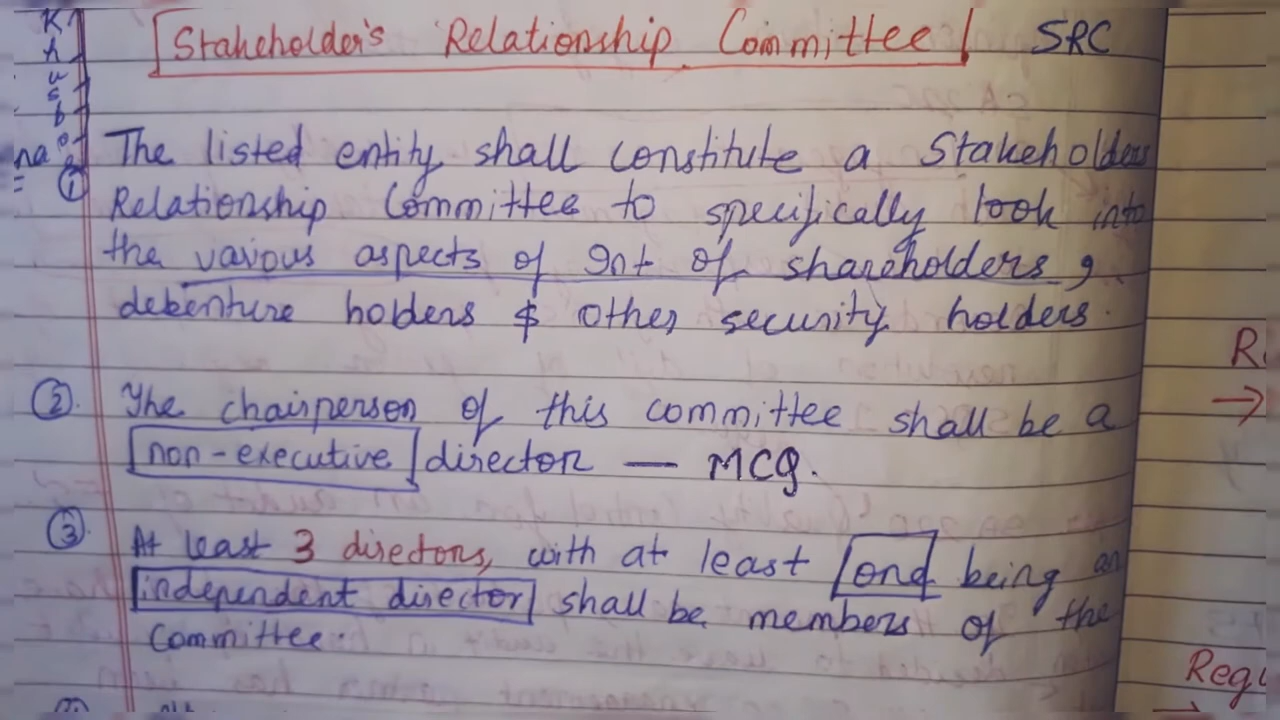 Stakeholder's Relationship Committee SRC
① The listed entity shall constitute a Stakeholders
Relationship Committee to specifically look into
the various aspects of Int of shareholders,
debenture holders & other security holders.
②. The chairperson of this committee shall be a
non-executive director — MCQ.
③. At least 3 directors, with at least one being an
independent director shall be members of the
Committee.